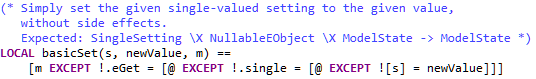 (* Simply set the given single-valued setting to the given value,
without side effects.
Expected: SingleSetting \X NullableEObject \X ModelState -> ModelState *)
LOCAL basicSet(s, newValue, m) ==
[m EXCEPT !.eGet = [@ EXCEPT !.single = [@ EXCEPT ![s] = newValue]]]